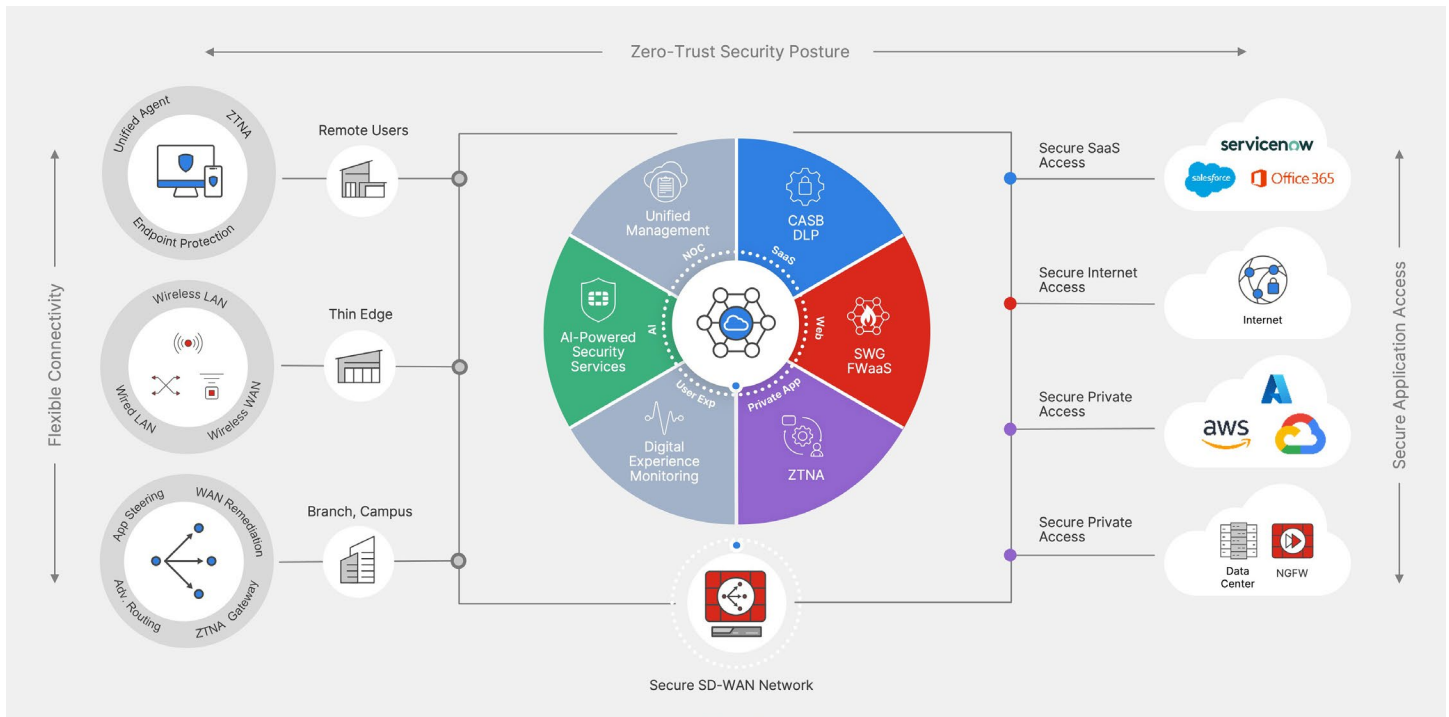 Zero-Trust Security Posture
Flexible Connectivity
Unified Agent
ZTNA
Endpoint Protection
Remote Users
Wireless LAN
Wired LAN
Wireless WAN
Thin Edge
App Steering
WAN Remediation
Adv. Routing
ZTNA Gateway
Branch, Campus
Unified
Management
NOC
CASB
DLP
SaaS
AI-Powered
Security
Services
AI
SWG
FWaaS
Web
Digital
Experience
Monitoring
User Exp
ZTNA
Private App
Secure SD-WAN Network
Secure SaaS
Access
servicenow
salesforce
Office 365
Secure Internet
Access
Internet
Secure Private
Access
aws
Secure Private
Access
Data
Center
NGFW
Secure Application Access